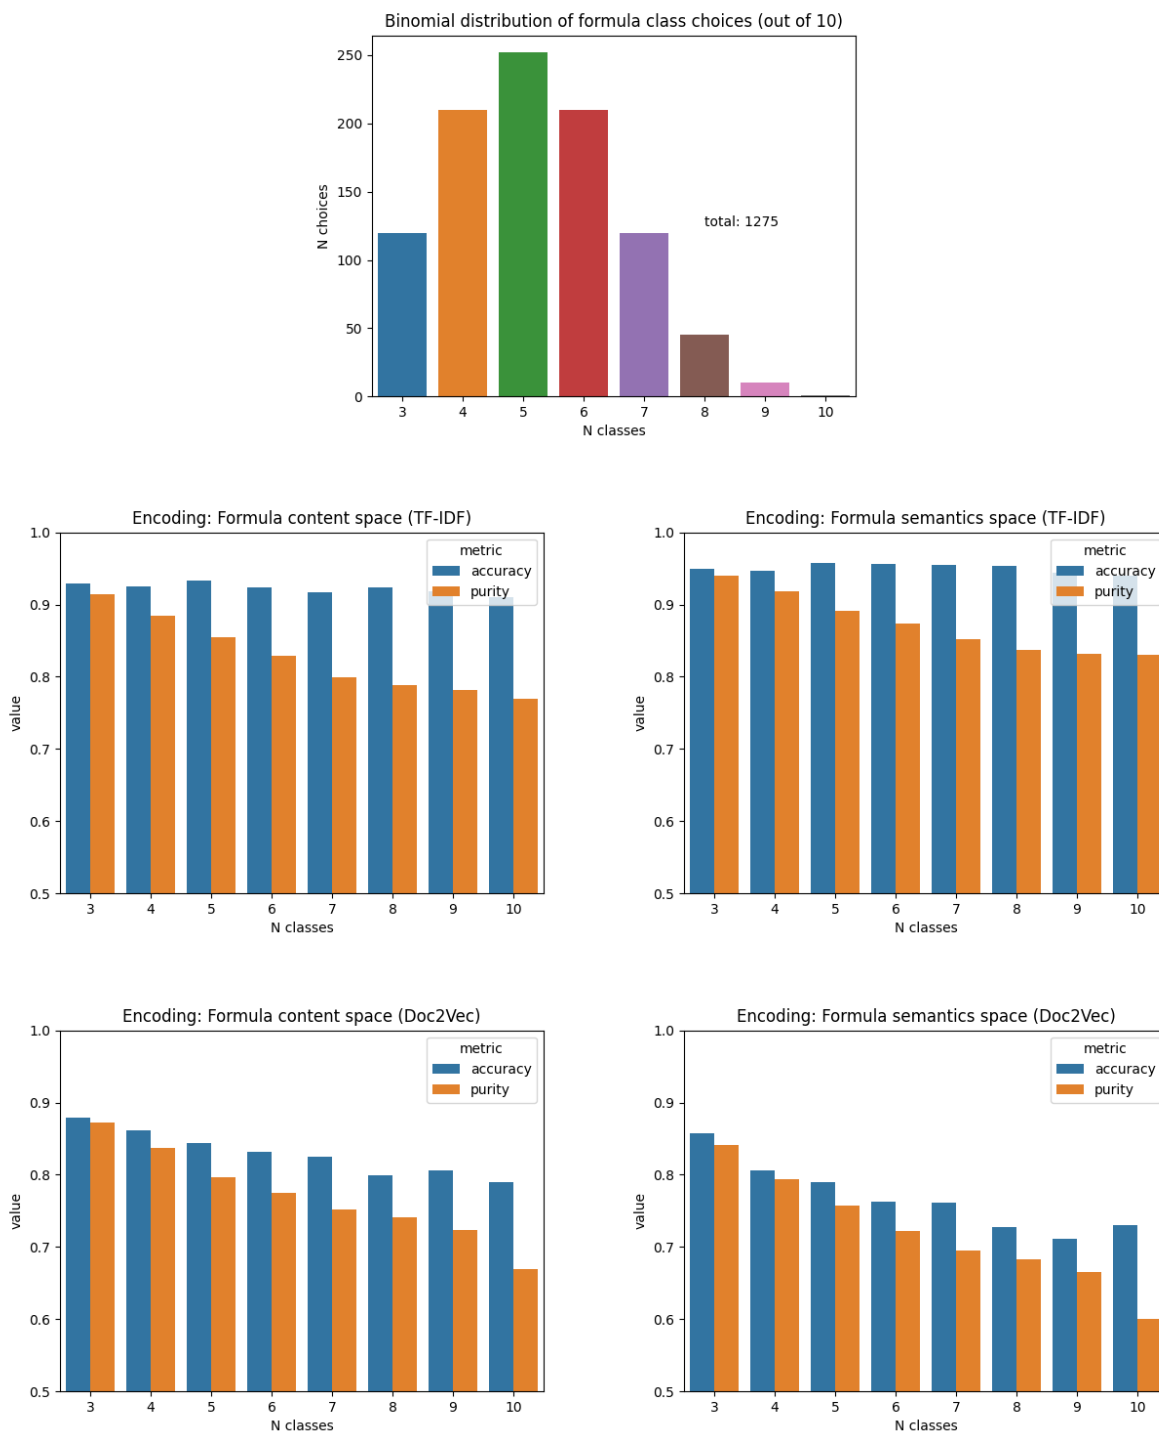 Binomial distribution of formula class choices (out of 10)
250
200
150
100
50
0
N choices
total: 1275
3 4 5 6 7 8 9 10
N classes
Encoding: Formula content space (TF-IDF)
1.0
0.9
0.8
0.7
0.6
0.5
value
metric
accuracy
purity
3 4 5 6 7 8 9 10
N classes
Encoding: Formula semantics space (TF-IDF)
1.0
0.9
0.8
0.7
0.6
0.5
value
metric
accuracy
purity
3 4 5 6 7 8 9 10
N classes
Encoding: Formula content space (Doc2Vec)
1.0
0.9
0.8
0.7
0.6
0.5
value
metric
accuracy
purity
3 4 5 6 7 8 9 10
N classes
Encoding: Formula semantics space (Doc2Vec)
1.0
0.9
0.8
0.7
0.6
0.5
value
metric
accuracy
purity
3 4 5 6 7 8 9 10
N classes